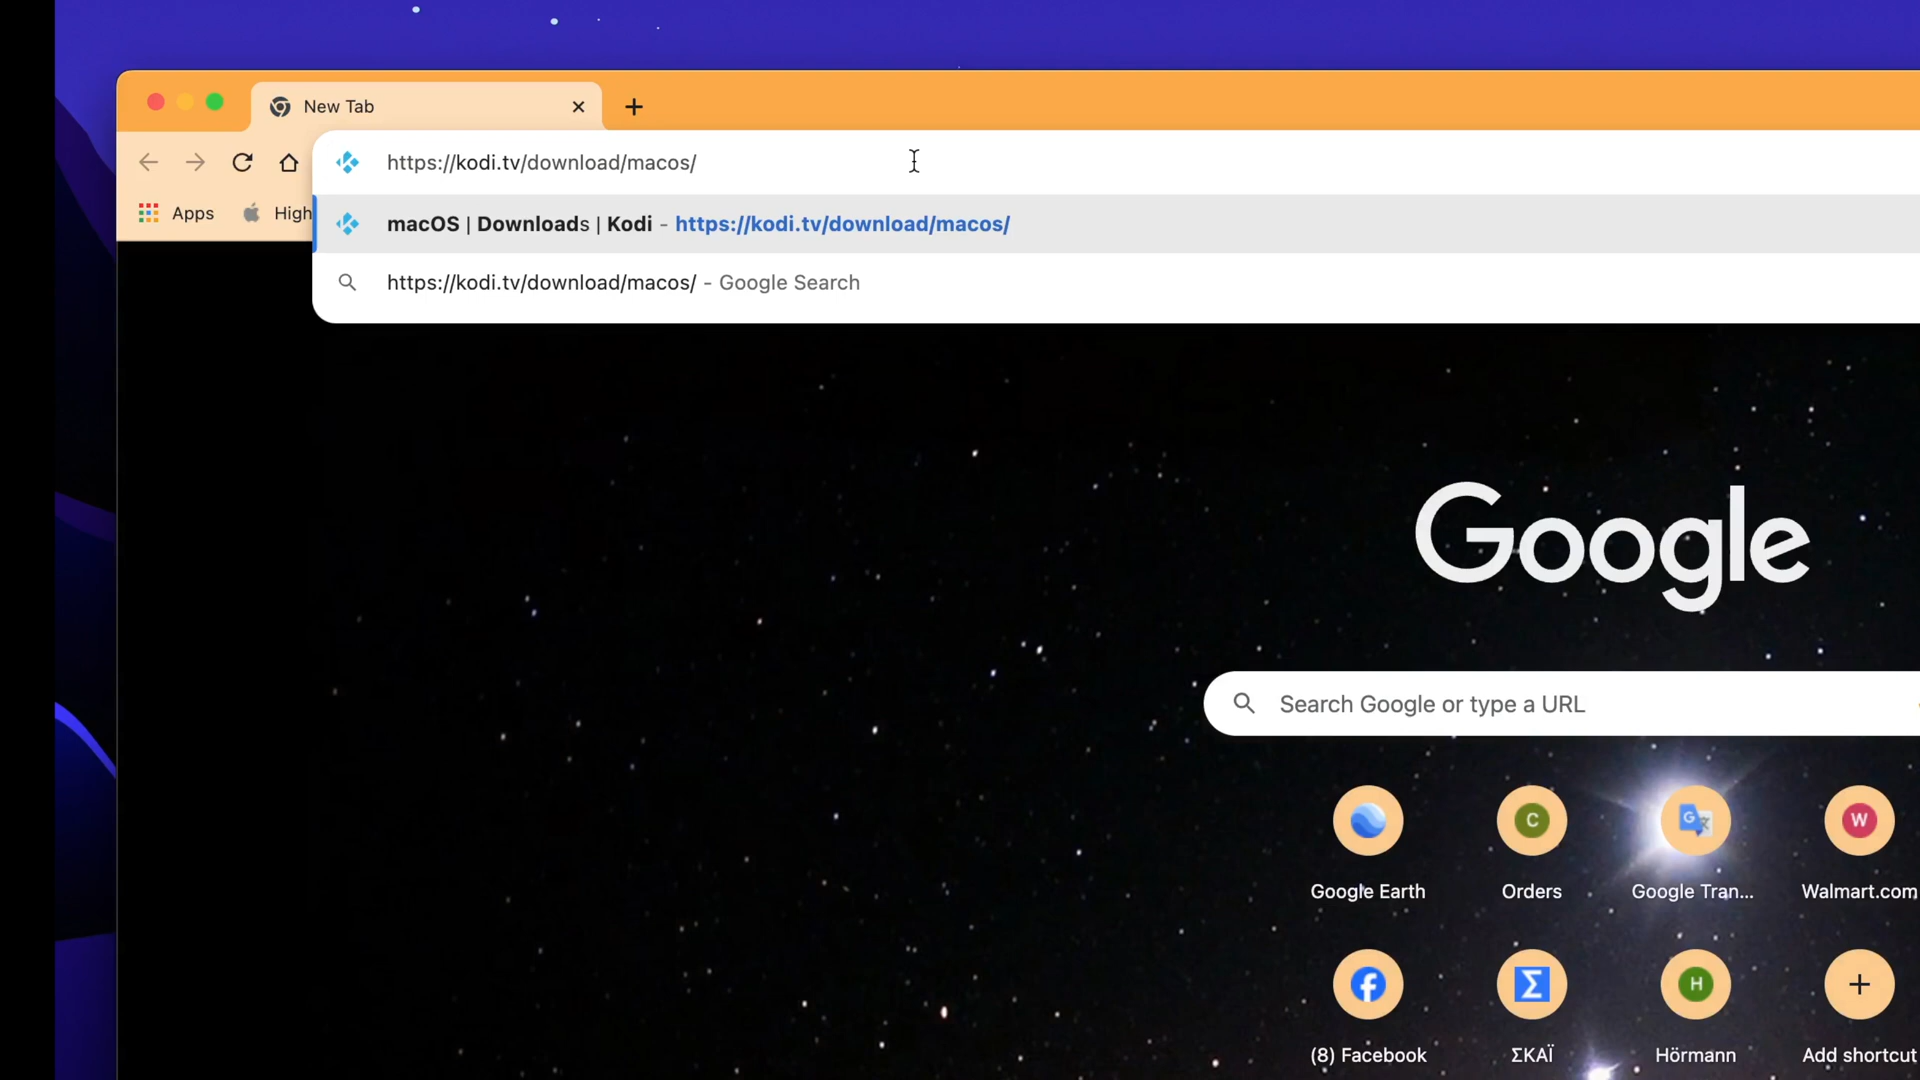 New Tab
https://kodi.tv/download/macos/
Apps
High
macOS | Downloads | Kodi - https://kodi.tv/download/macos/
https://kodi.tv/download/macos/ - Google Search
Google
Search Google or type a URL
C
G
W
Google Earth
Orders
Google Tran...
Walmart.com
f
Σ
H
(8) Facebook
ΣΚΑΪ
Hörmann
Add shortcut